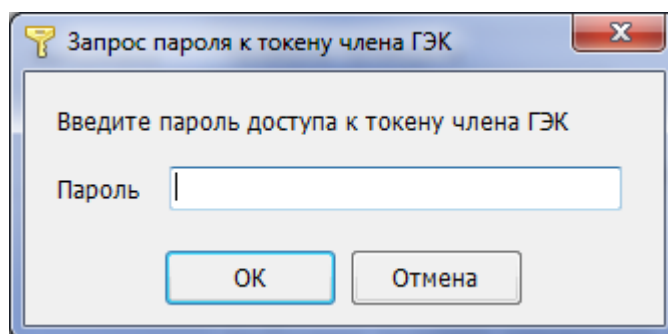 Запрос пароля к токену члена ГЭК
Введите пароль доступа к токену члена ГЭК
Пароль
ОК
Отмена